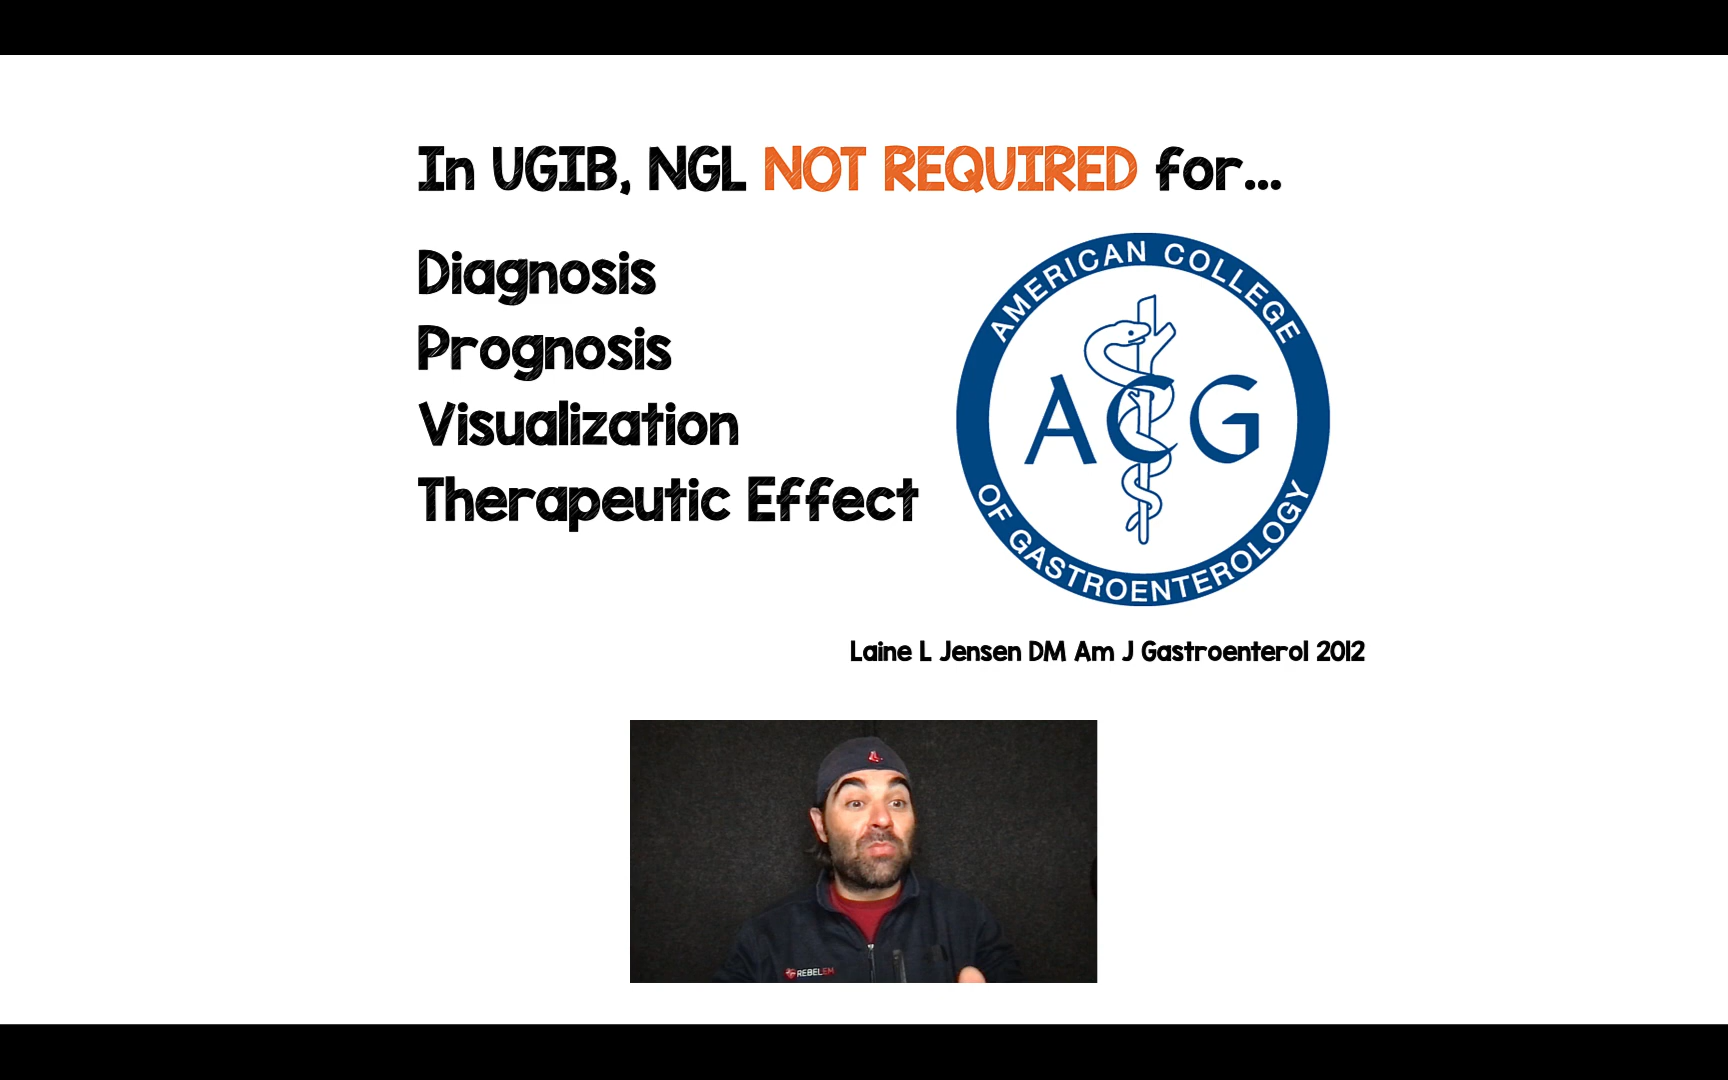 In UGIB, NGL NOT REQUIRED for...
Diagnosis
Prognosis
Visualization
Therapeutic Effect
AMERICAN COLLEGE
ACG
OF GASTROENTEROLOGY
Laine L Jensen DM Am J Gastroenterol 2012
REBELEM